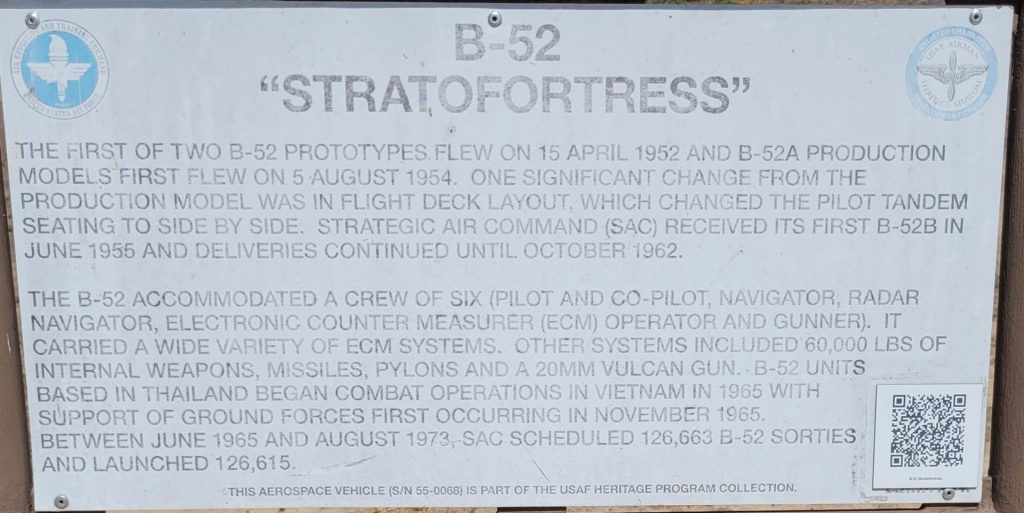 B-52
"STRATOFORTRESS"
THE FIRST OF TWO B-52 PROTOTYPES FLEW ON 15 APRIL 1952 AND B-52A PRODUCTION
MODELS FIRST FLEW ON 5 AUGUST 1954. ONE SIGNIFICANT CHANGE FROM THE
PRODUCTION MODEL WAS IN FLIGHT DECK LAYOUT, WHICH CHANGED THE PILOT TANDEM
SEATING TO SIDE BY SIDE. STRATEGIC AIR COMMAND (SAC) RECEIVED ITS FIRST B-52B IN
JUNE 1955 AND DELIVERIES CONTINUED UNTIL OCTOBER 1962.
THE B-52 ACCOMMODATED A CREW OF SIX (PILOT AND CO-PILOT, NAVIGATOR, RADAR
NAVIGATOR, ELECTRONIC COUNTER MEASURER (ECM) OPERATOR AND GUNNER). IT
CARRIED A WIDE VARIETY OF ECM SYSTEMS. OTHER SYSTEMS INCLUDED 60,000 LBS OF
INTERNAL WEAPONS, MISSILES, PYLONS AND A 20MM VULCAN GUN. B-52 UNITS
BASED IN THAILAND BEGAN COMBAT OPERATIONS IN VIETNAM IN 1965 WITH
SUPPORT OF GROUND FORCES FIRST OCCURRING IN NOVEMBER 1965.
BETWEEN JUNE 1965 AND AUGUST 1973, SAC SCHEDULED 126,663 B-52 SORTIES
AND LAUNCHED 126,615.
B-52 Stratofortress
THIS AEROSPACE VEHICLE (S/N 55-0068) IS PART OF THE USAF HERITAGE PROGRAM COLLECTION.